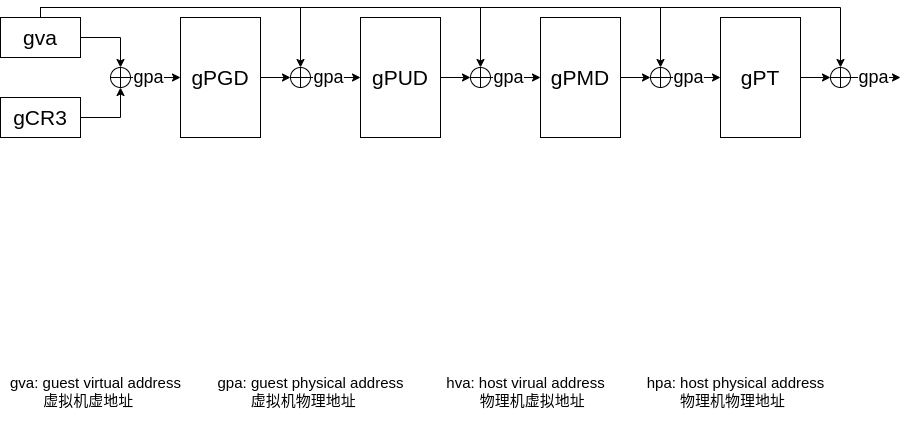 gva
gCR3
gpa
gPGD
gpa
gPUD
gpa
gPMD
gpa
gPT
gpa
gva: guest virtual address
虚拟机虚地址
gpa: guest physical address
虚拟机物理地址
hva: host virual address
物理机虚拟地址
hpa: host physical address
物理机物理地址